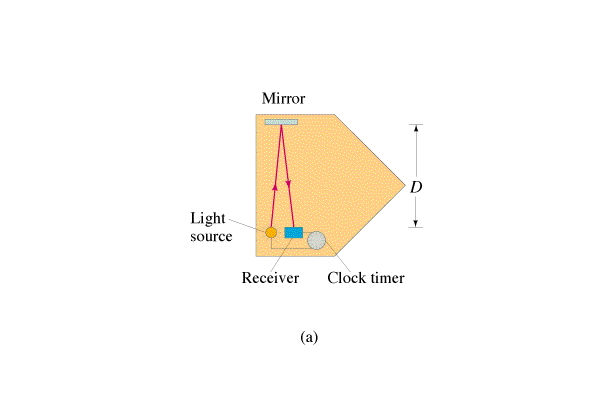 Mirror
D
Light
source
Receiver
Clock timer
(a)